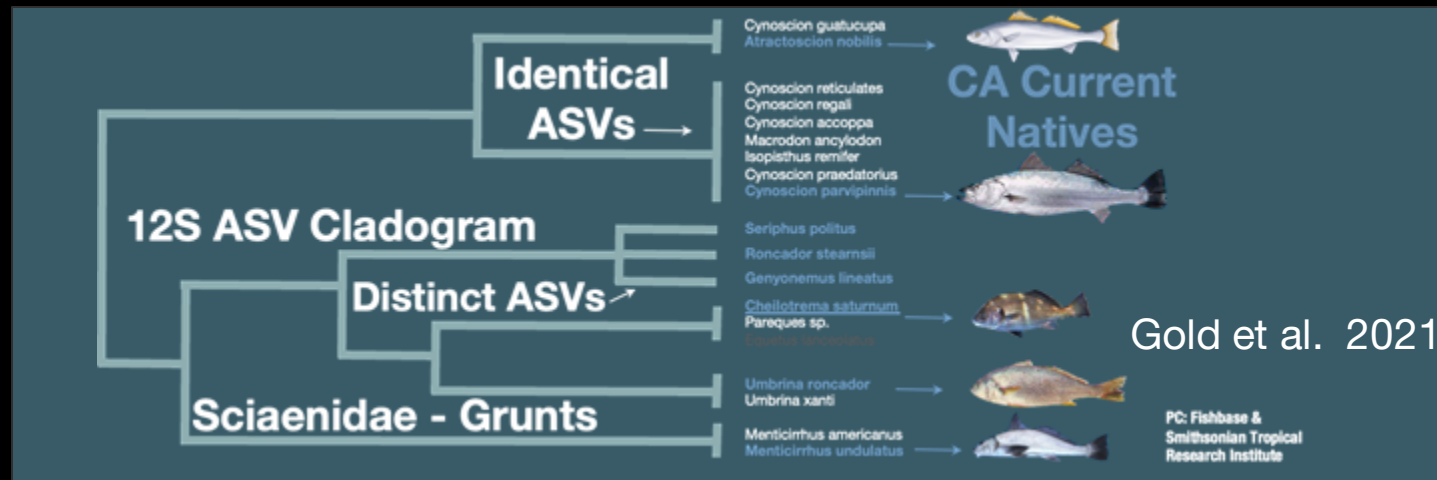 Cynoscion guatucupa
Atractoscion nobilis
Identical
ASVs
CA Current
Natives
Cynoscion reticulates
Cynoscion regali
Cynoscion accoppa
Macrodon ancylodon
Isopisthus remifer
Cynoscion praedatorius
Cynoscion parvipinnis
12S ASV Cladogram
Seriphus politus
Roncador stearnsii
Genyonemus lineatus
Distinct ASVs
Cheilotrema saturnum
Pareques sp.
Equetus lanceolatus
Gold et al. 2021
Umbrina roncador
Umbrina xanti
Sciaenidae - Grunts
Menticirrhus americanus
Menticirrhus undulatus
PC: Fishbase &
Smithsonian Tropical
Research Institute